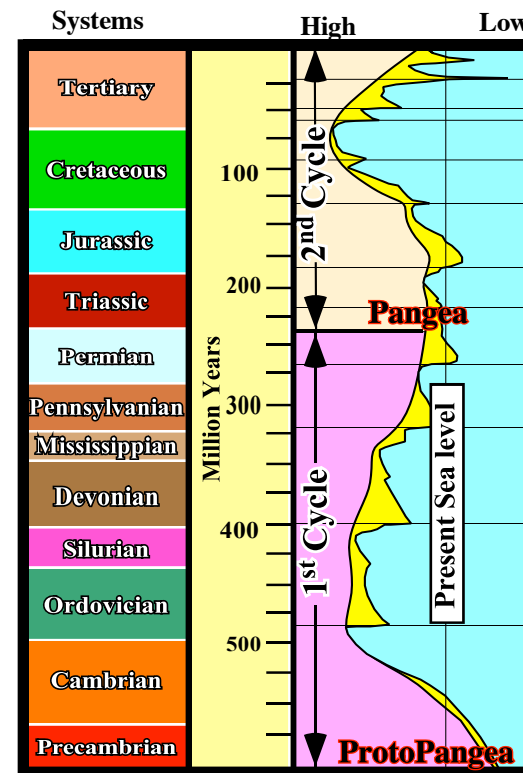 Systems
High
Low
Tertiary
Cretaceous
Jurassic
Triassic
Permian
Pennsylvanian
Mississippian
Devonian
Silurian
Ordovician
Cambrian
Precambrian
Million Years
100
200
300
400
500
2nd Cycle
Pangea
1st Cycle
Present Sea level
ProtoPangea